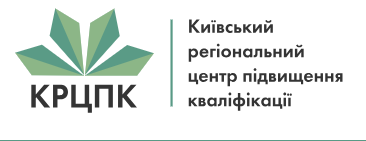 КРЦПК
Київський
регіональний
центр підвищення
кваліфікації